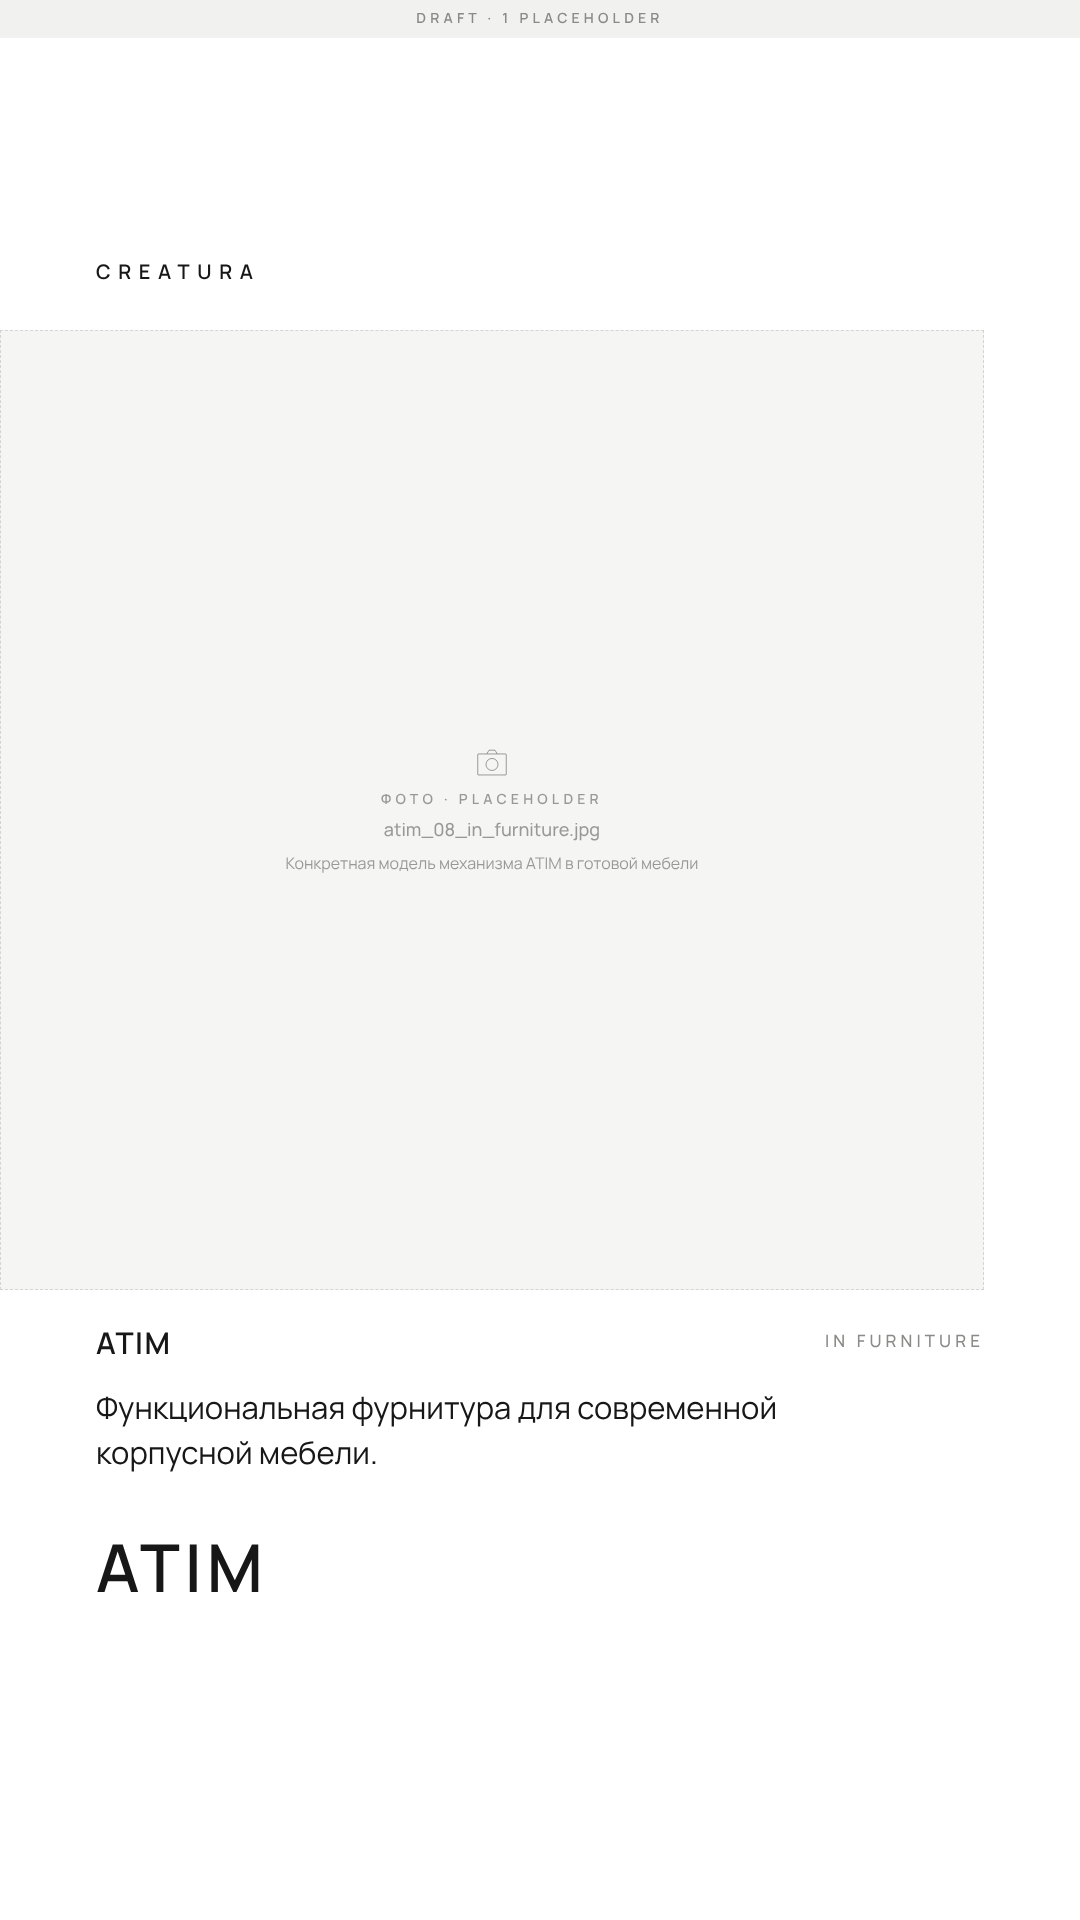 DRAFT · 1 PLACEHOLDER
CREATURA
ФОТО · PLACEHOLDER
atim_08_in_furniture.jpg
Конкретная модель механизма ATIM в готовой мебели
ATIM
IN FURNITURE
Функциональная фурнитура для современной
корпусной мебели.
ATIM